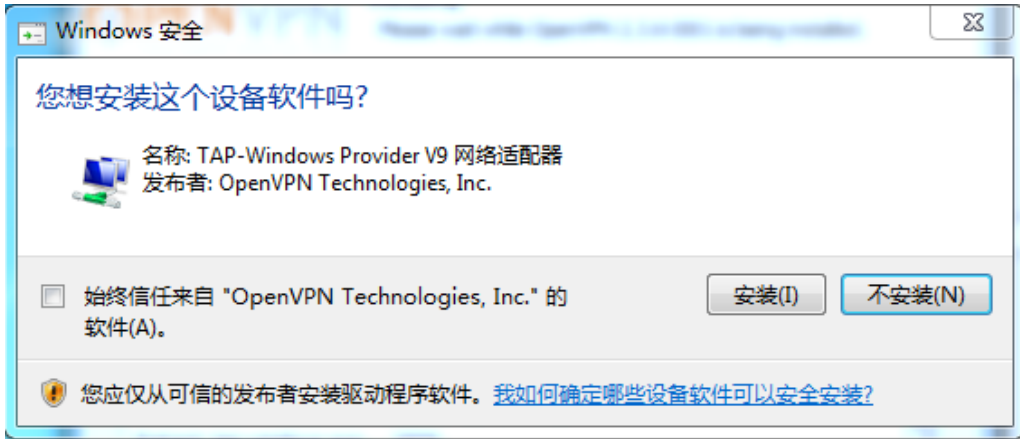 OPENVPN
Windows 安全
您想安装这个设备软件吗?
名称: TAP-Windows Provider V9 网络适配器
发布者: OpenVPN Technologies, Inc.
始终信任来自 "OpenVPN Technologies, Inc." 的
软件(A)。
安装(I)
不安装(N)
您应仅从可信的发布者安装驱动程序软件。我如何确定哪些设备软件可以安全安装?